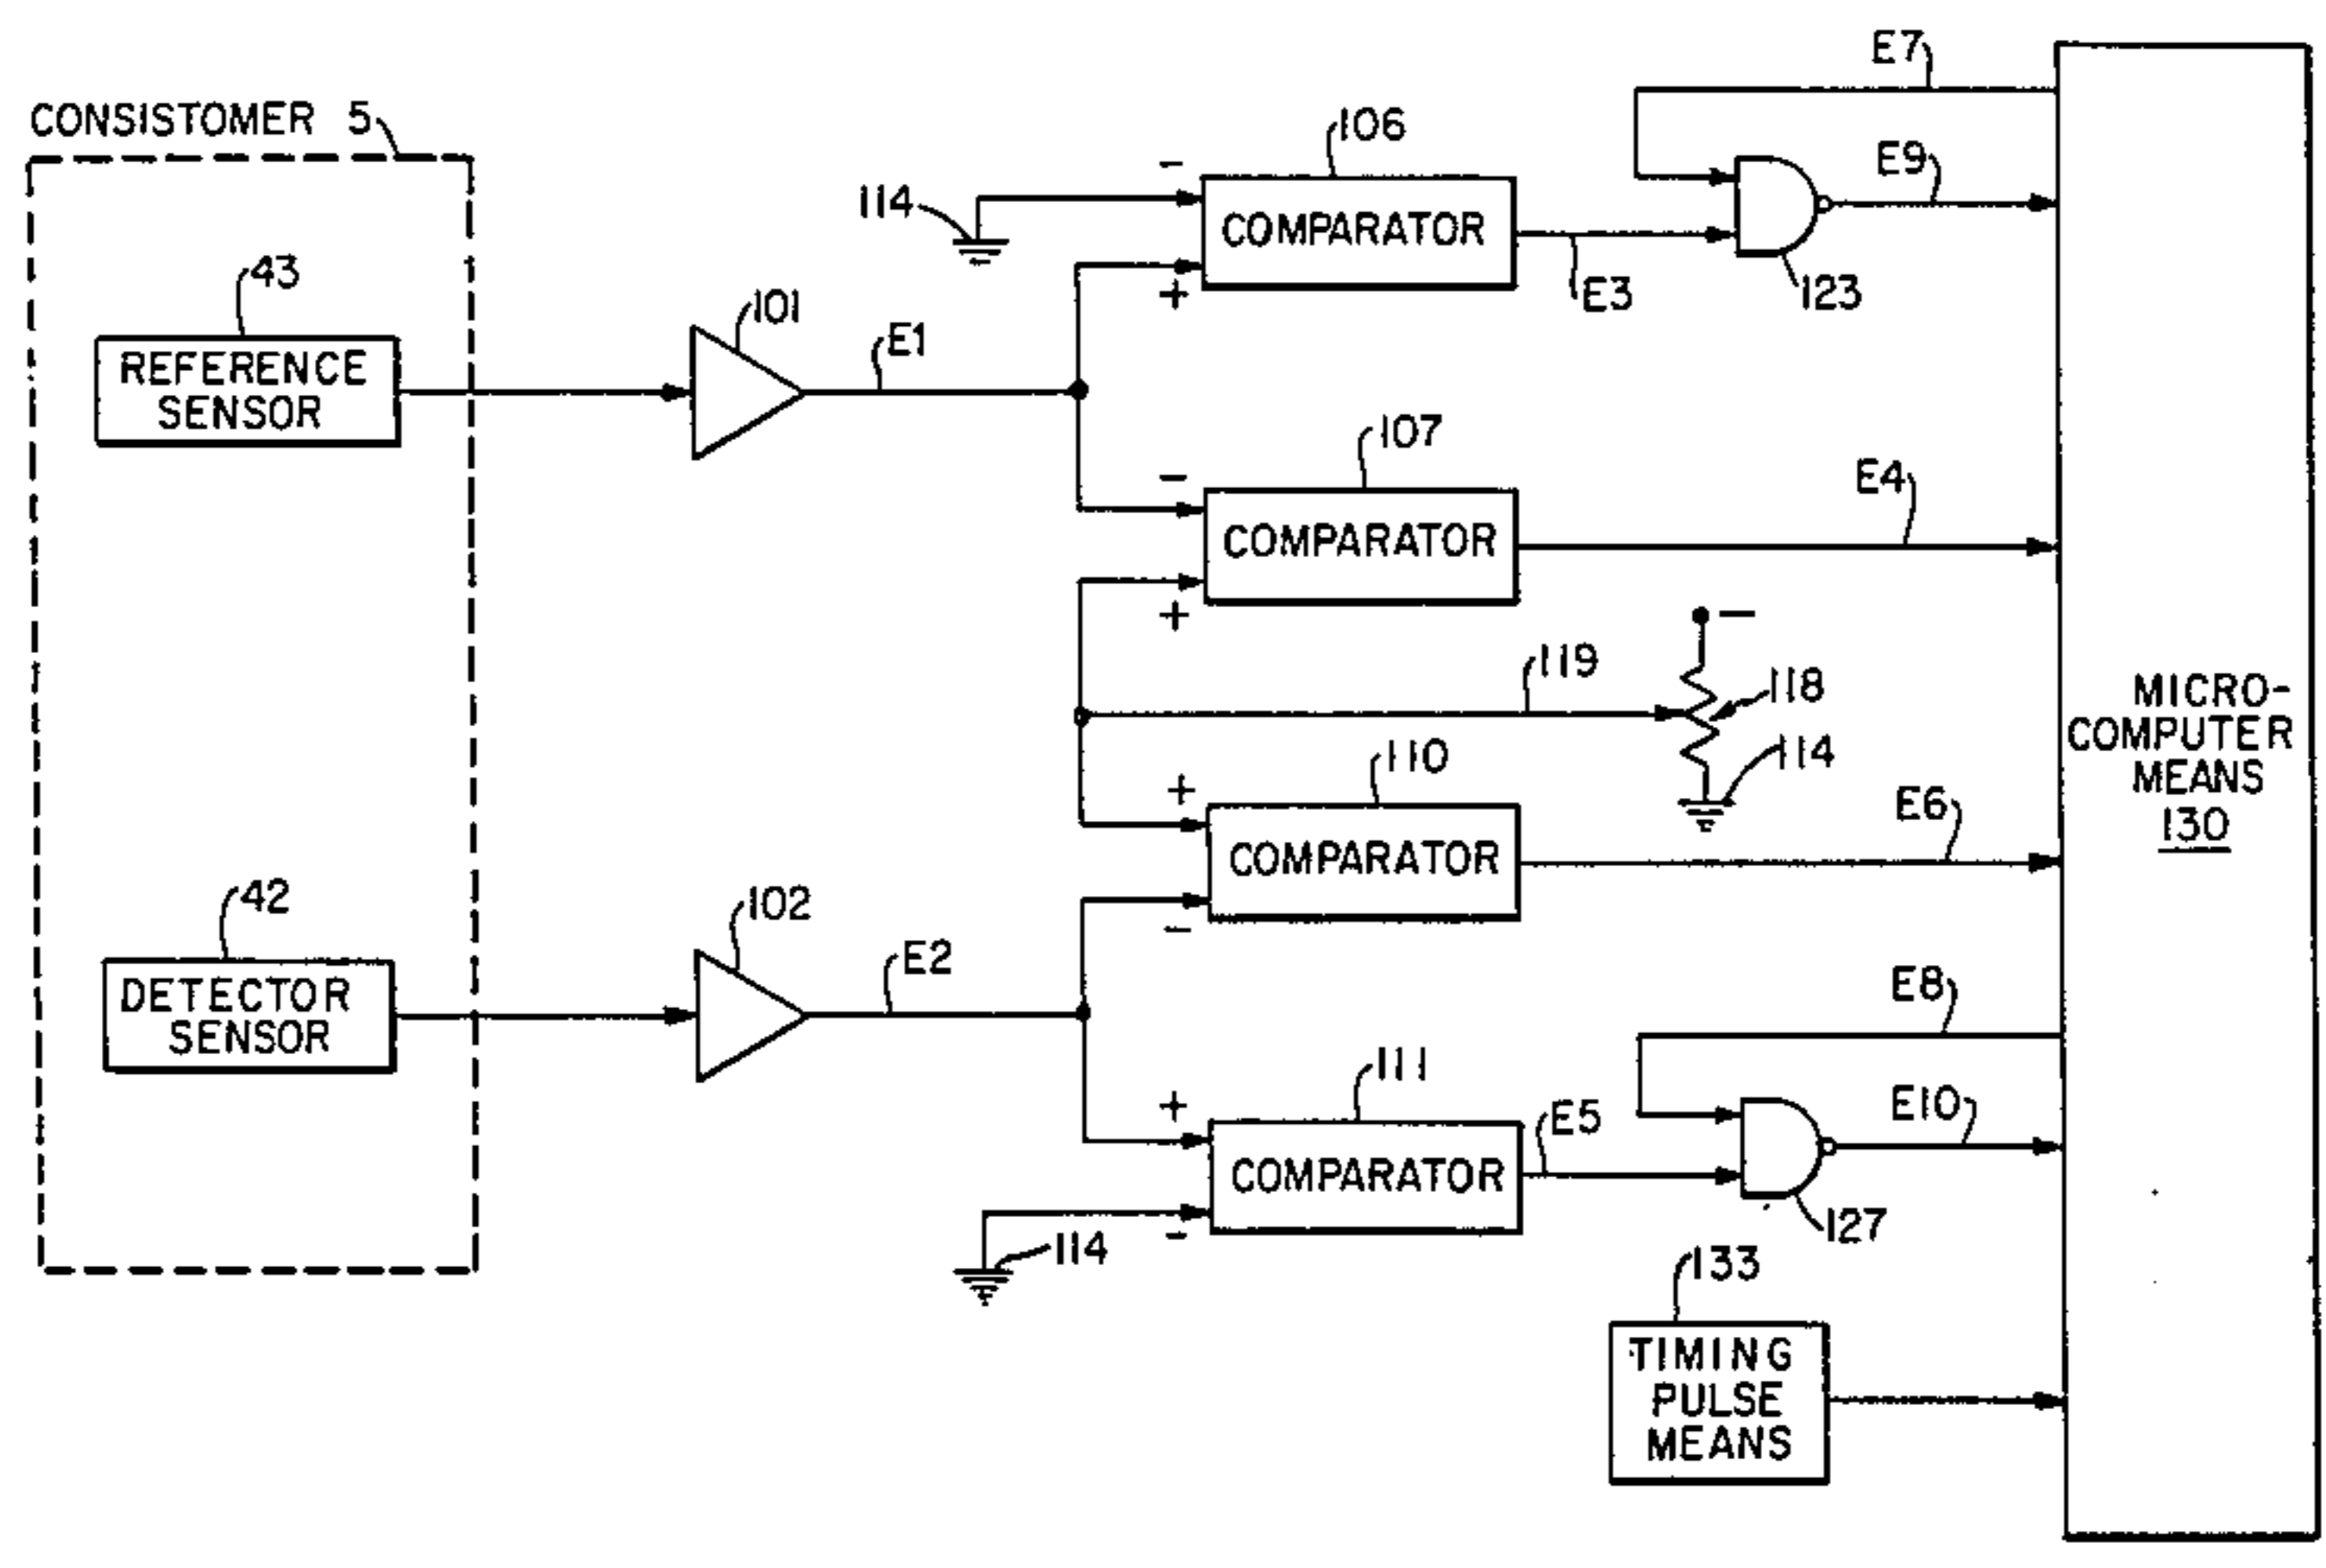 CONSISTOMER 5
43
REFERENCE
SENSOR
42
DETECTOR
SENSOR
101
E1
102
E2
114
-
+
106
COMPARATOR
E3
E7
E9
123
107
-
COMPARATOR
+
E4
119
-
118
114
110
+
COMPARATOR
-
E6
111
+
COMPARATOR
-
114
E5
E8
E10
127
133
TIMING
PULSE
MEANS
MICRO-
COMPUTER
MEANS
130